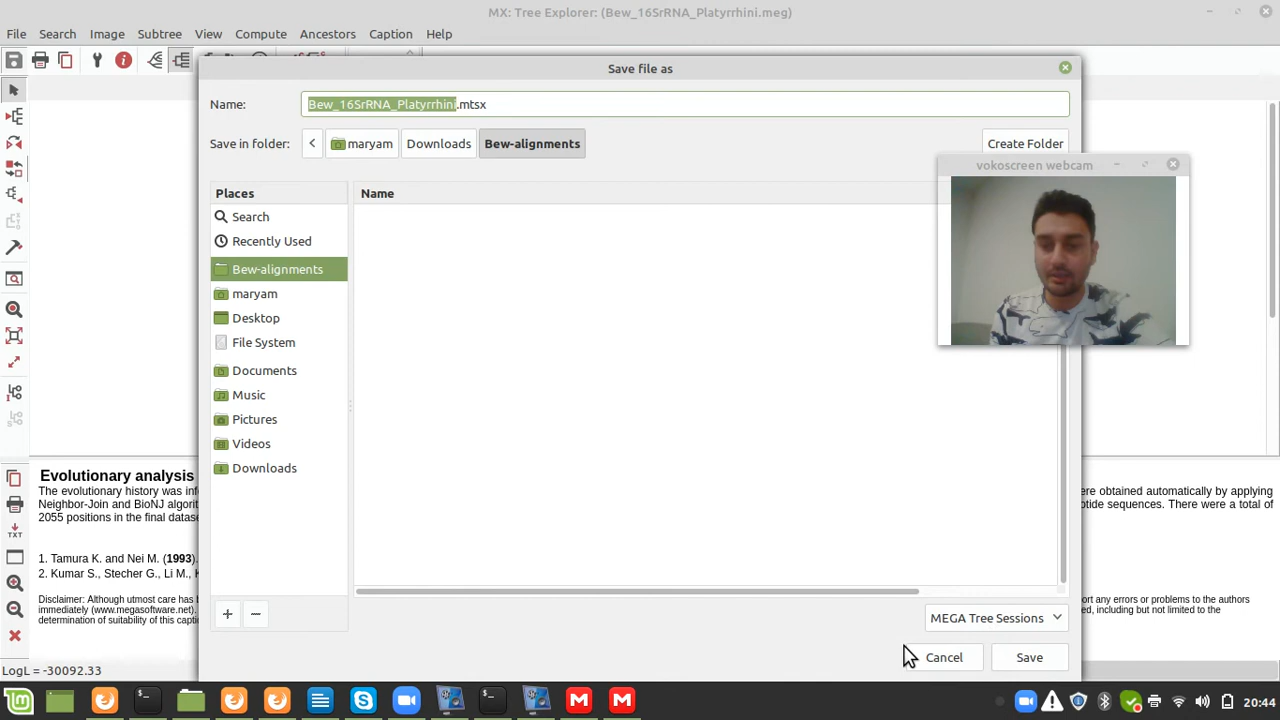 MX: Tree Explorer: (Bew_16SrRNA_Platyrrhini.meg)
File Search Image Subtree View Compute Ancestors Caption Help
Save file as
Name: Bew_16SrRNA_Platyrrhini.mtsx
Save in folder: maryam Downloads Bew-alignments Create Folder
vokoscreen webcam
Places Name
Search
Recently Used
Bew-alignments
maryam
Desktop
File System
Documents
Music
Pictures
Videos
Downloads
Evolutionary analysis
The evolutionary history was inf ere obtained automatically by applying
Neighbor-Join and BioNJ algorit otide sequences. There were a total of
2055 positions in the final datase
1. Tamura K. and Nei M. (1993).
2. Kumar S., Stecher G., Li M., K
Disclaimer: Although utmost care has b ort any errors or problems to the authors
immediately (www.megasoftware.net). ed, including but not limited to the
determination of suitability of this captio
TXT
MEGA Tree Sessions
Cancel Save
LogL = -30092.33
20:44